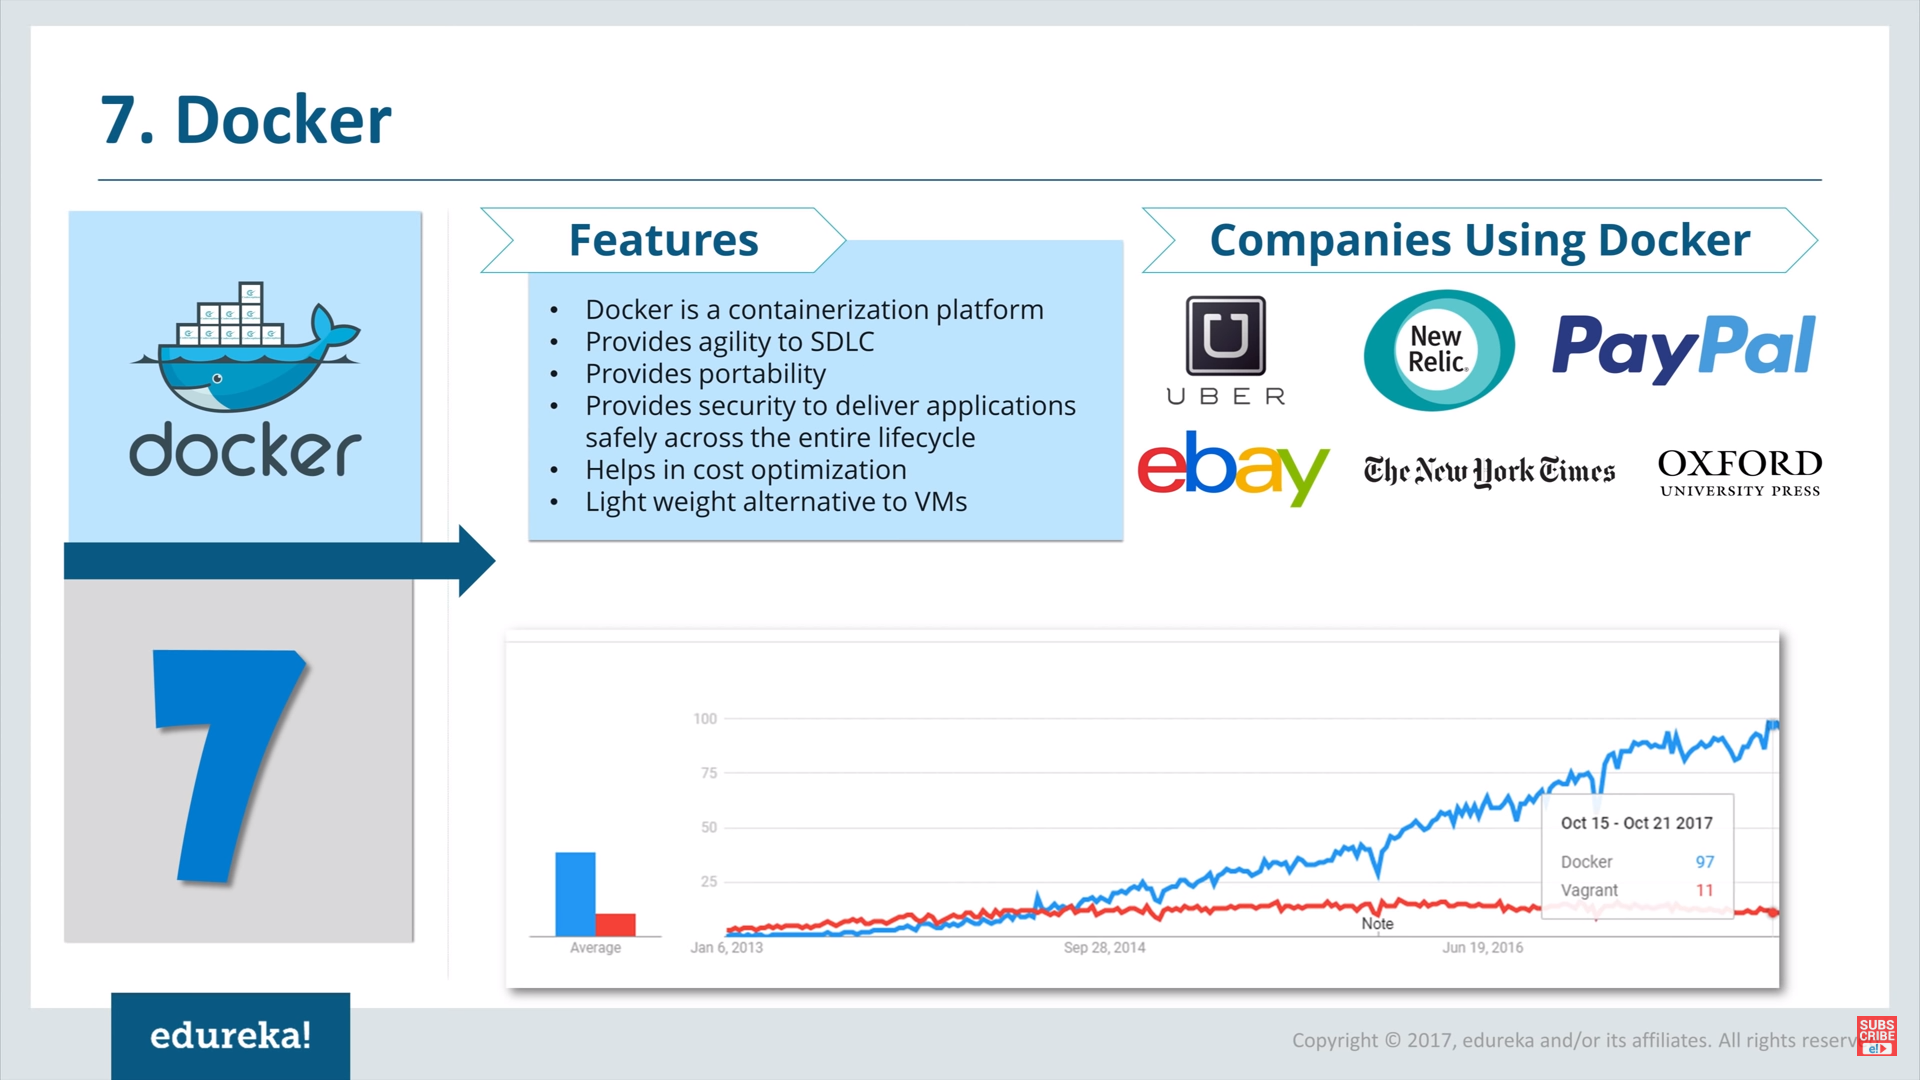 7. Docker
docker
Features
• Docker is a containerization platform
• Provides agility to SDLC
• Provides portability
• Provides security to deliver applications
safely across the entire lifecycle
• Helps in cost optimization
• Light weight alternative to VMs
Companies Using Docker
UBER
New
Relic.
PayPal
ebay
The New York Times
OXFORD
UNIVERSITY PRESS
7
100
75
50
25
Average
Jan 6, 2013
Sep 28, 2014
Jun 19, 2016
Note
Oct 15 - Oct 21 2017
Docker 97
Vagrant 11
edureka!
Copyright © 2017, edureka and/or its affiliates. All rights reserv
SUBS
CRIBE
e!